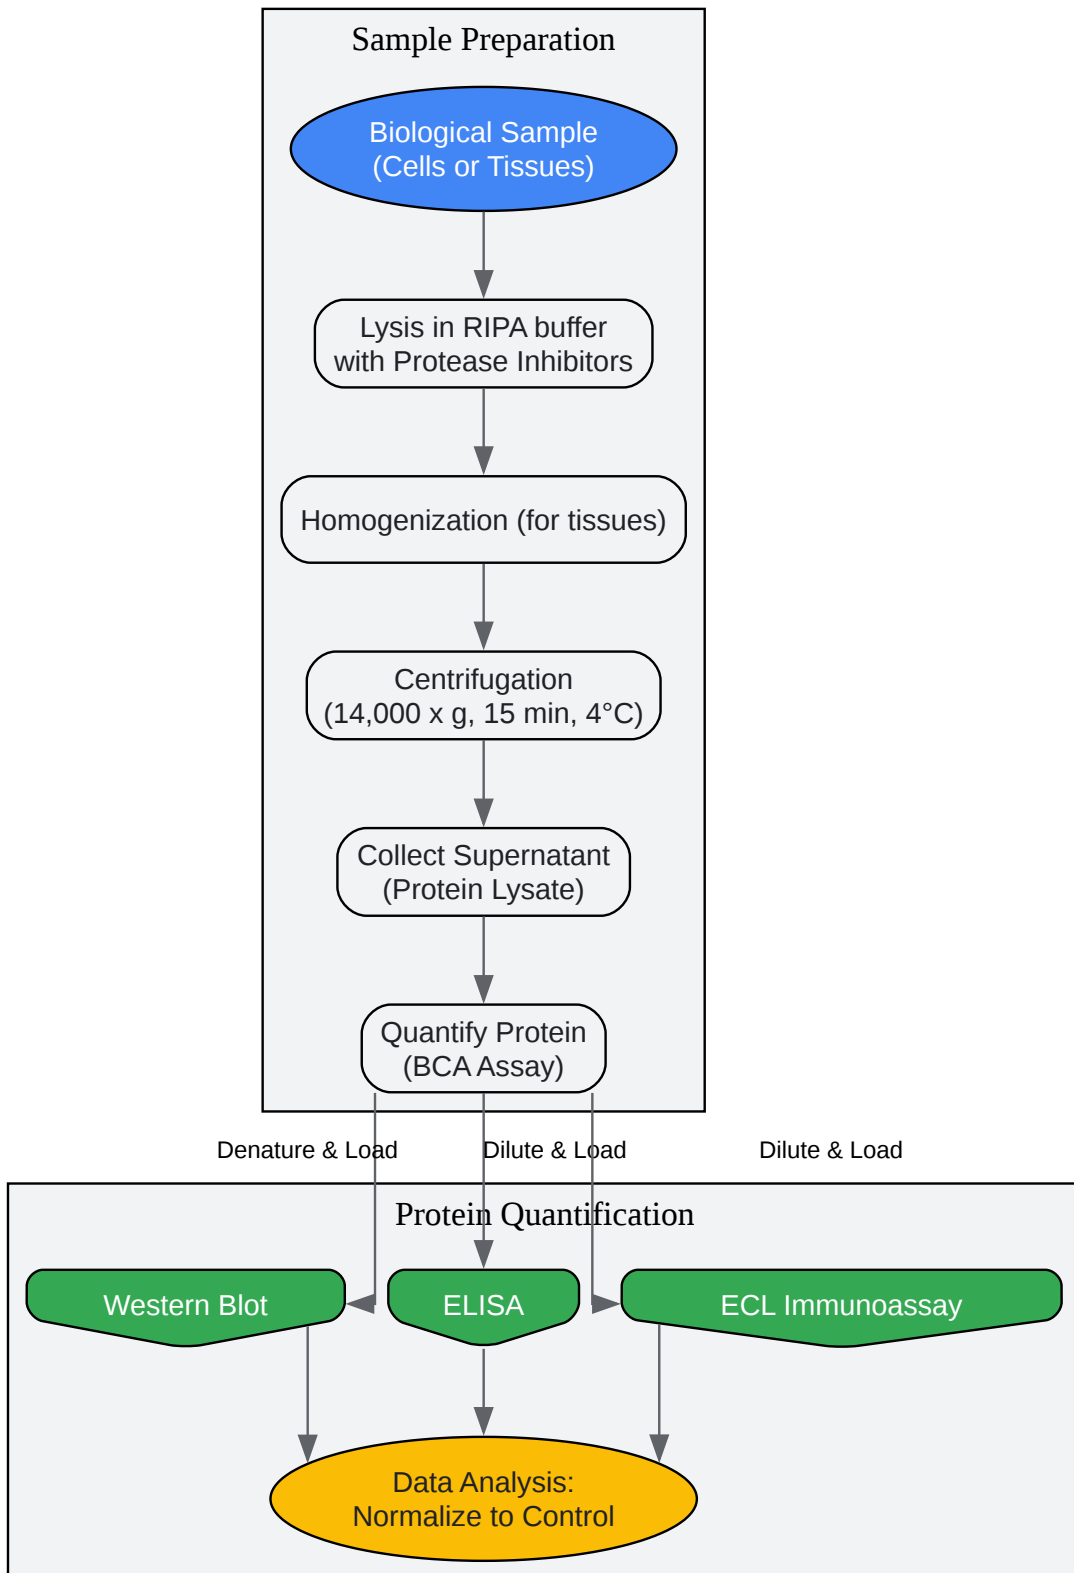 Sample Preparation
Biological Sample
(Cells or Tissues)
Lysis in RIPA buffer
with Protease Inhibitors
Homogenization (for tissues)
Centrifugation
(14,000 x g, 15 min, 4°C)
Collect Supernatant
(Protein Lysate)
Quantify Protein
(BCA Assay)
Denature & Load
Dilute & Load
Dilute & Load
Protein Quantification
Western Blot
ELISA
ECL Immunoassay
Data Analysis:
Normalize to Control